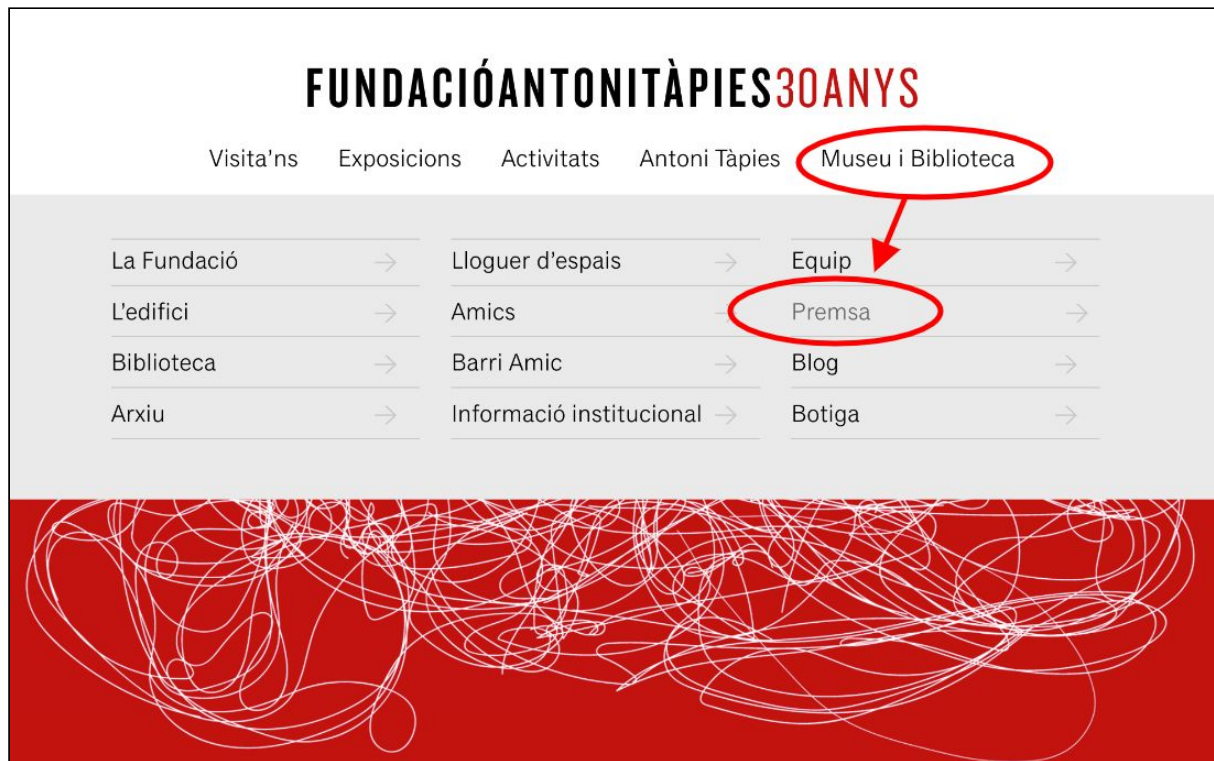 FUNDACIÓANTONITÀPIES30ANYS
Visita’ns Exposicions Activitats Antoni Tàpies Museu i Biblioteca
La Fundació → Lloguer d’espais → Equip →
L’edifici → Amics → Premsa →
Biblioteca → Barri Amic → Blog →
Arxiu → Informació institucional → Botiga →